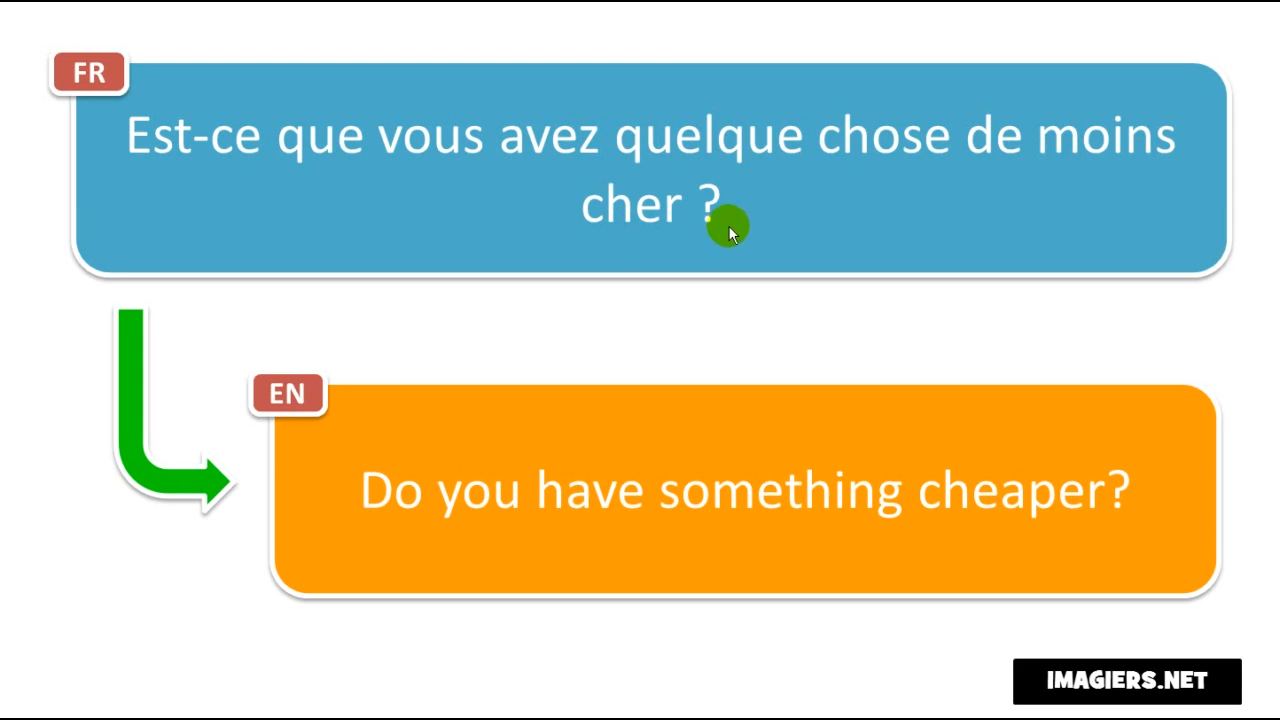 FR
Est-ce que vous avez quelque chose de moins
cher ?
EN
Do you have something cheaper?
IMAGIERS.NET